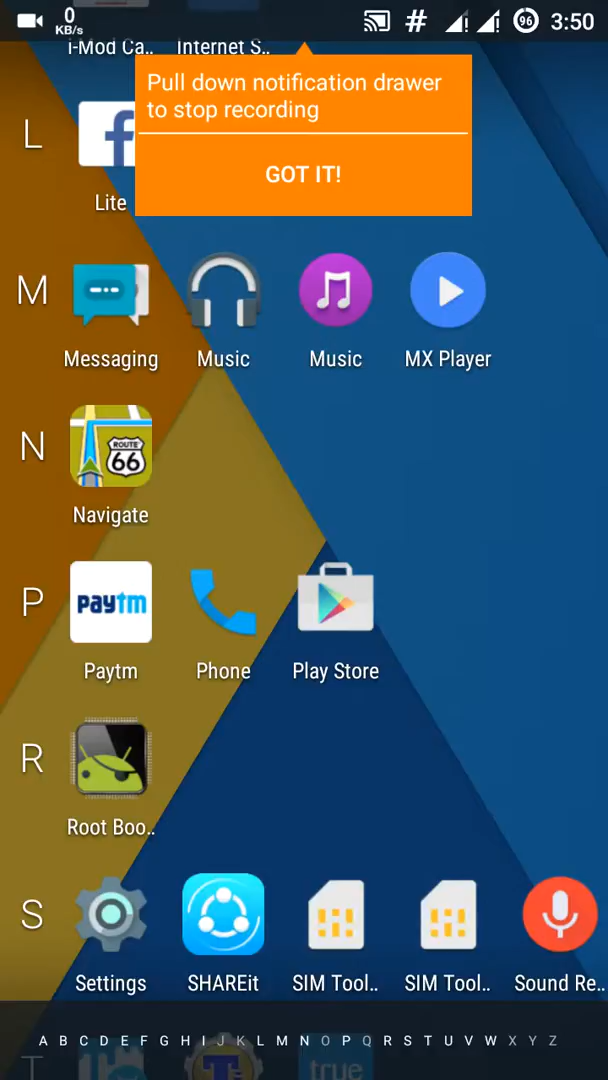 0
KB/s
96
3:50
i-Mod Ca.. Internet S..
Pull down notification drawer
to stop recording
GOT IT!
L
Lite
M
Messaging Music Music MX Player
N
ROUTE
66
Navigate
P
paytm
Paytm Phone Play Store
R
Root Boo..
S
Settings SHAREit SIM Tool.. SIM Tool.. Sound Re..
A B C D E F G H I J K L M N O P Q R S T U V W X Y Z
T
true